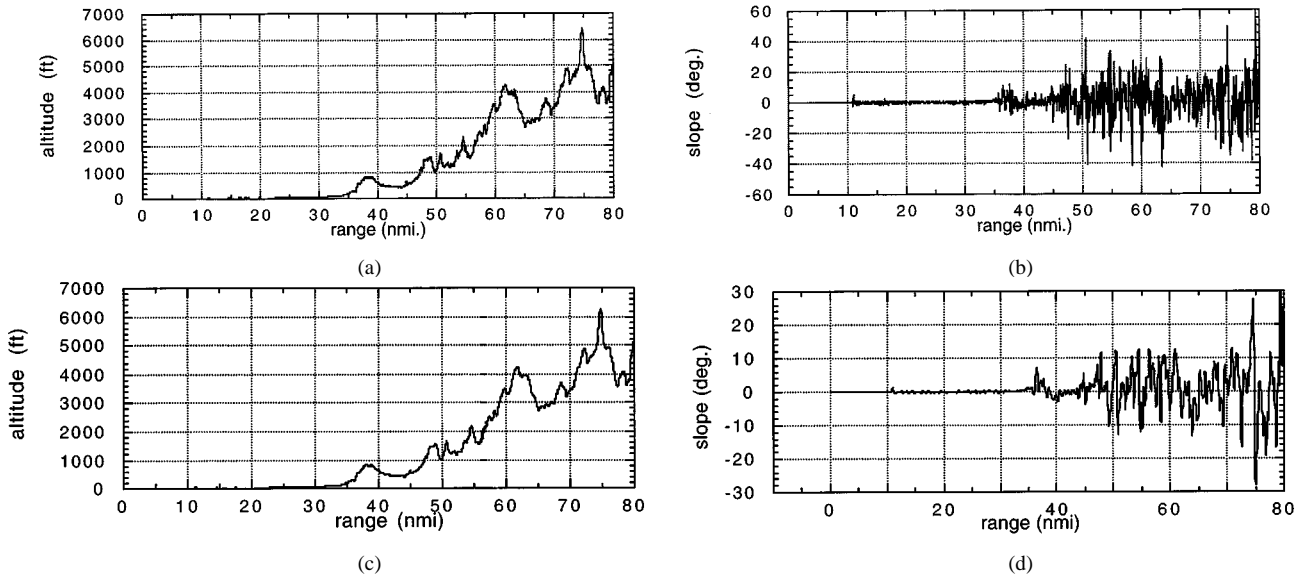 7000
6000
5000
4000
3000
2000
1000
0
altitude (ft)
0 10 20 30 40 50 60 70 80
range (nmi.)
(a)
60
40
20
0
-20
-40
-60
slope (deg.)
0 10 20 30 40 50 60 70 80
range (nmi.)
(b)
7000
6000
5000
4000
3000
2000
1000
0
altitude (ft)
0 10 20 30 40 50 60 70 80
range (nmi)
(c)
30
20
10
0
-10
-20
-30
slope (deg.)
0 20 40 60 80
range (nmi)
(d)